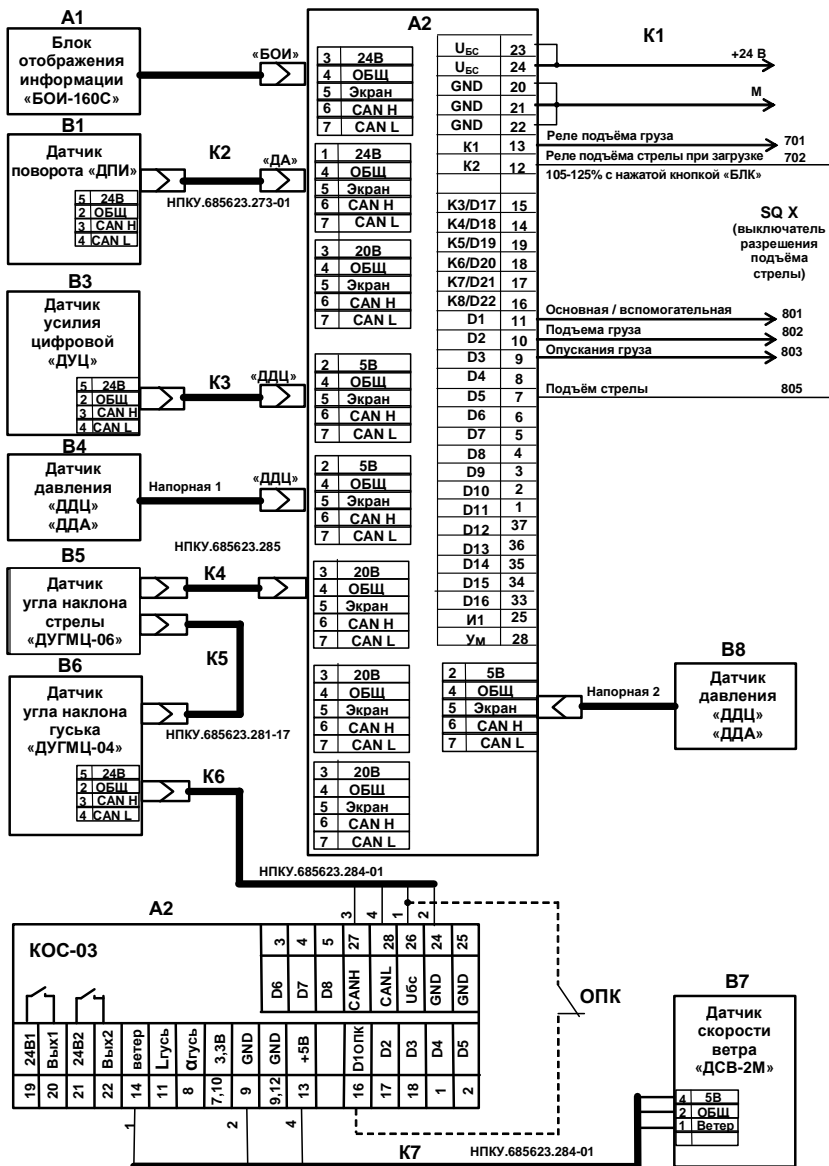 A1
Блок
отображения
информации
«БОИ-160С»
«БОИ»
B1
Датчик
поворота «ДПИ»
5 24В
2 ОБЩ
3 CAN H
4 CAN L
К2
«ДА»
НПКУ.685623.273-01
B3
Датчик
усилия
цифровой
«ДУЦ»
5 24В
2 ОБЩ
3 CAN H
4 CAN L
К3
«ДДЦ»
B4
Датчик
давления
«ДДЦ»
«ДДА»
Напорная 1
«ДДЦ»
НПКУ.685623.285
B5
Датчик
угла наклона
стрелы
«ДУГМЦ-06»
К4
К5
B6
Датчик
угла наклона
гуська
«ДУГМЦ-04»
5 24В
2 ОБЩ
3 CAN H
4 CAN L
НПКУ.685623.281-17
К6
НПКУ.685623.284-01
A2
3 24В
4 ОБЩ
5 Экран
6 CAN H
7 CAN L
1 24В
4 ОБЩ
5 Экран
6 CAN H
7 CAN L
3 20В
4 ОБЩ
5 Экран
6 CAN H
7 CAN L
2 5В
4 ОБЩ
5 Экран
6 CAN H
7 CAN L
2 5В
4 ОБЩ
5 Экран
6 CAN H
7 CAN L
3 20В
4 ОБЩ
5 Экран
6 CAN H
7 CAN L
3 20В
4 ОБЩ
5 Экран
6 CAN H
7 CAN L
3 20В
4 ОБЩ
5 Экран
6 CAN H
7 CAN L
UБС 23
UБС 24
GND 20
GND 21
GND 22
К1 13
К2 12
К3/D17 15
К4/D18 14
К5/D19 19
К6/D20 18
К7/D21 17
К8/D22 16
D1 11
D2 10
D3 9
D4 8
D5 7
D6 6
D7 5
D8 4
D9 3
D10 2
D11 1
D12 37
D13 36
D14 35
D15 34
D16 33
И1 25
Ум 28
2 5В
4 ОБЩ
5 Экран
6 CAN H
7 CAN L
К1
+24 В
М
Реле подъёма груза 701
Реле подъёма стрелы при загрузке 702
105-125% с нажатой кнопкой «БЛК»
SQ X
(выключатель
разрешения
подъёма
стрелы)
Основная / вспомогательная 801
Подъема груза 802
Опускания груза 803
Подъём стрелы 805
Напорная 2
B8
Датчик
давления
«ДДЦ»
«ДДА»
A2
КОС-03
3 4 1 2
3 4 5 27 28 26 24 25
D6 D7 D8 CANH CANL Uбс GND GND
24В1 Вых1 24В2 Вых2 ветер Lгусь αгусь 3,3В GND GND +5В D1ОПК D2 D3 D4 D5
19 20 21 22 14 11 8 7,10 9 9,12 13 16 17 18 1 2
1 2 4
ОПК
B7
Датчик
скорости
ветра
«ДСВ-2М»
4 5В
2 ОБЩ
1 Ветер
К7
НПКУ.685623.284-01